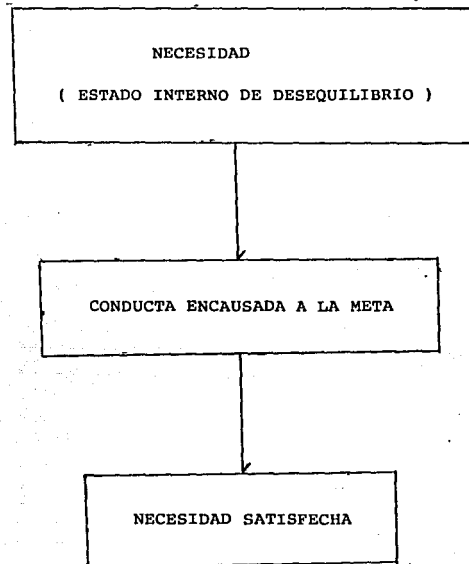 NECESIDAD
( ESTADO INTERNO DE DESEQUILIBRIO )
CONDUCTA ENCAUSADA A LA META
NECESIDAD SATISFECHA